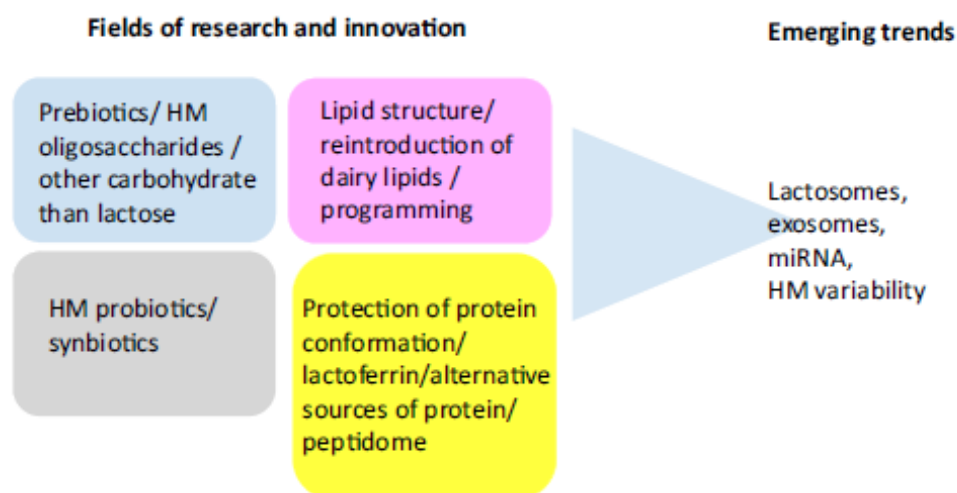 Fields of research and innovation
Emerging trends
Prebiotics/ HM
oligosaccharides /
other carbohydrate
than lactose
Lipid structure/
reintroduction of
dairy lipids /
programming
HM probiotics/
synbiotics
Protection of protein
conformation/
lactoferrin/alternative
sources of protein/
peptidome
Lactosomes,
exosomes,
miRNA,
HM variability